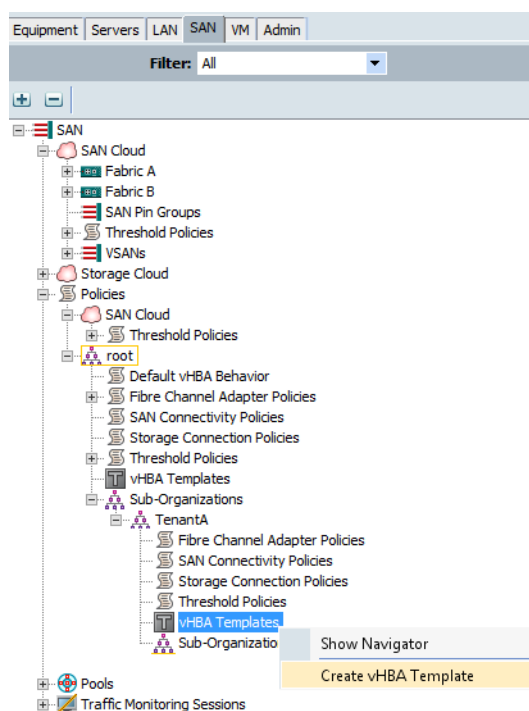 Equipment Servers LAN SAN VM Admin
Filter: All
SAN
SAN Cloud
Fabric A
Fabric B
SAN Pin Groups
Threshold Policies
VSANs
Storage Cloud
Policies
SAN Cloud
Threshold Policies
root
Default vHBA Behavior
Fibre Channel Adapter Policies
SAN Connectivity Policies
Storage Connection Policies
Threshold Policies
vHBA Templates
Sub-Organizations
TenantA
Fibre Channel Adapter Policies
SAN Connectivity Policies
Storage Connection Policies
Threshold Policies
vHBA Templates
Sub-Organizatio
Show Navigator
Create vHBA Template
Pools
Traffic Monitoring Sessions